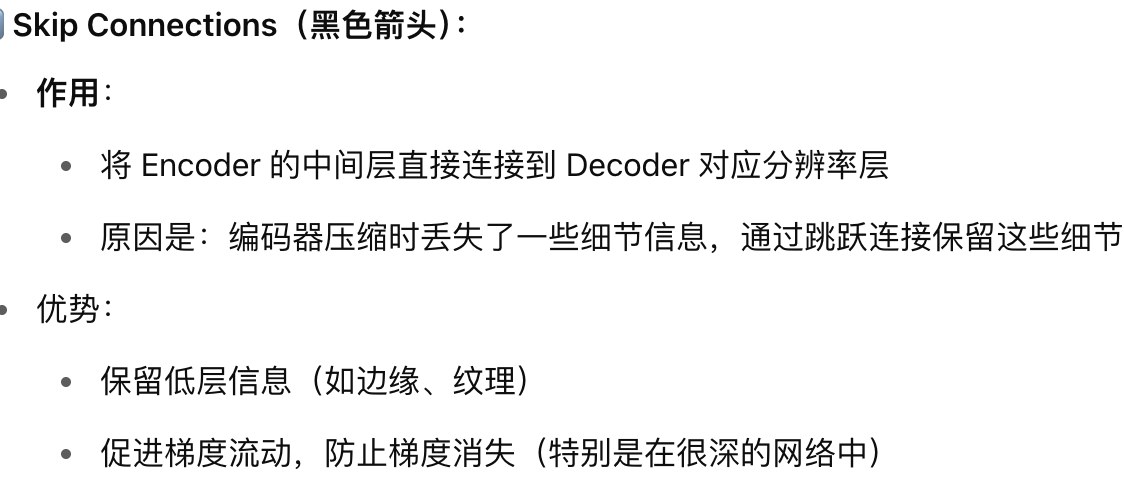 Skip Connections（黑色箭头）：
作用：
将 Encoder 的中间层直接连接到 Decoder 对应分辨率层
原因是：编码器压缩时丢失了一些细节信息，通过跳跃连接保留这些细节
优势：
保留低层信息（如边缘、纹理）
促进梯度流动，防止梯度消失（特别是在很深的网络中）